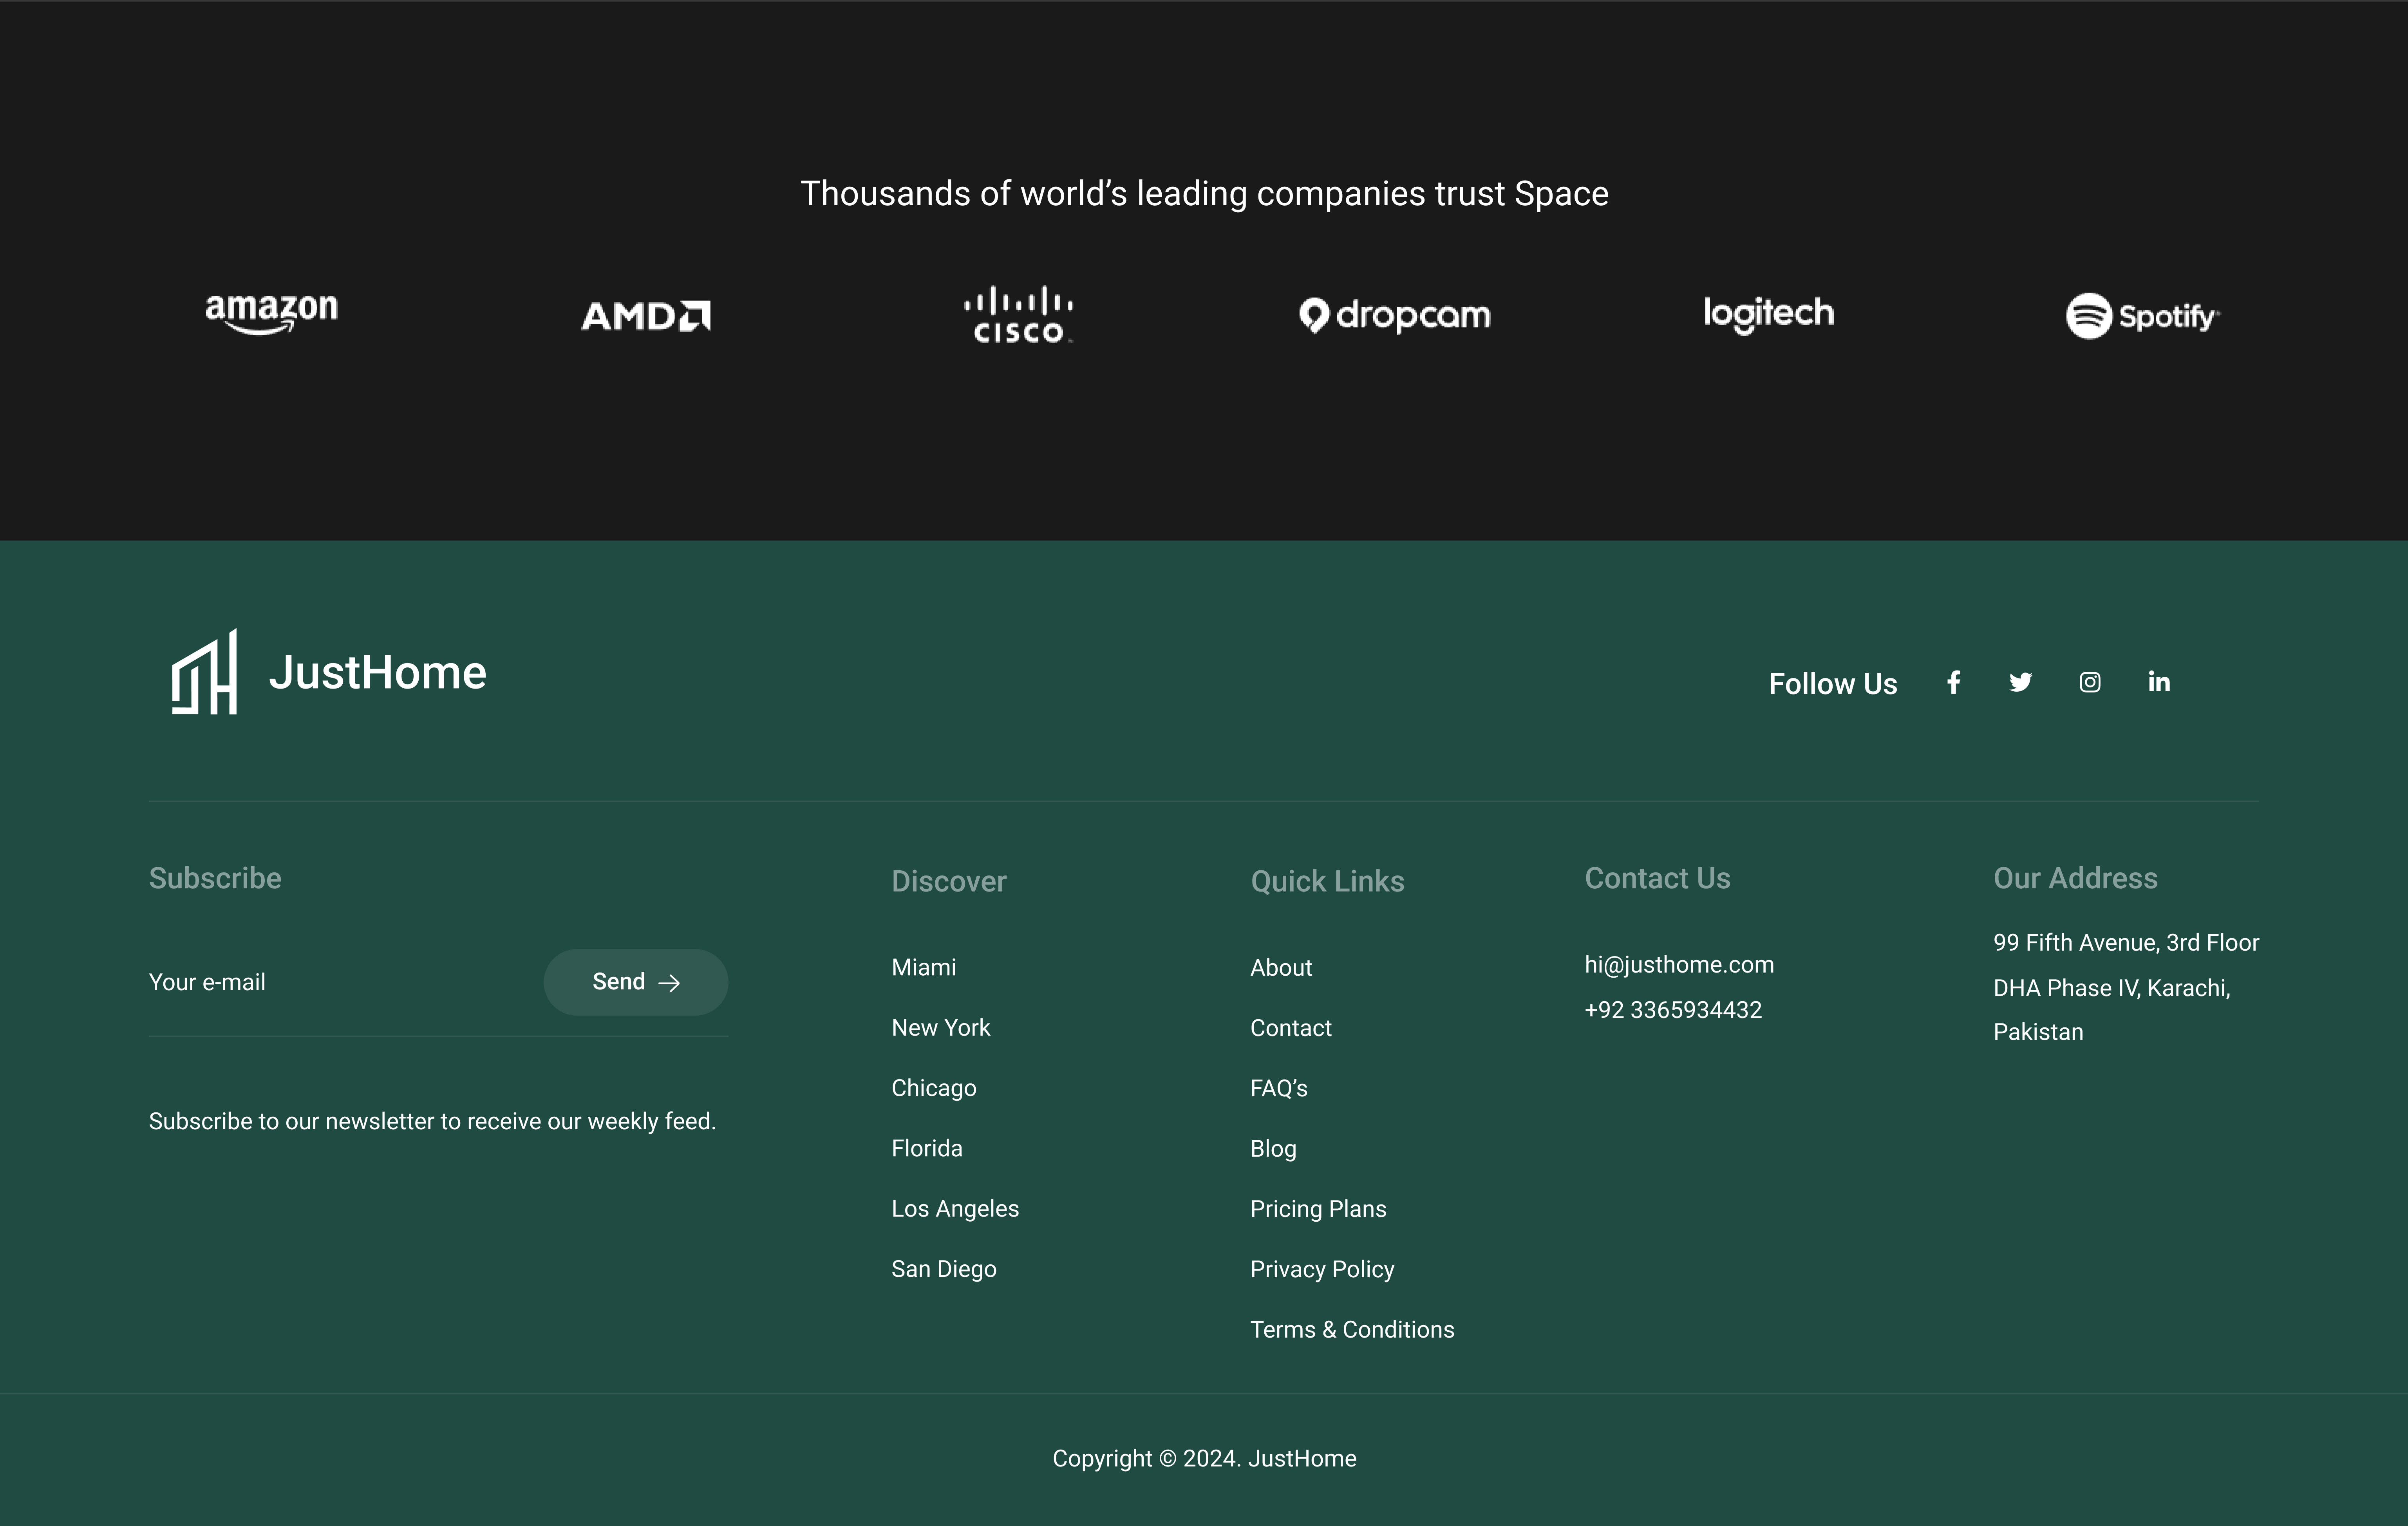 Thousands of world’s leading companies trust Space
amazon
AMD
CISCO
dropcam
logitech
Spotify
JustHome
Follow Us
Subscribe
Your e-mail
Send
Subscribe to our newsletter to receive our weekly feed.
Discover
Miami
New York
Chicago
Florida
Los Angeles
San Diego
Quick Links
About
Contact
FAQ’s
Blog
Pricing Plans
Privacy Policy
Terms & Conditions
Contact Us
hi@justhome.com
+92 3365934432
Our Address
99 Fifth Avenue, 3rd Floor
DHA Phase IV, Karachi,
Pakistan
Copyright © 2024. JustHome